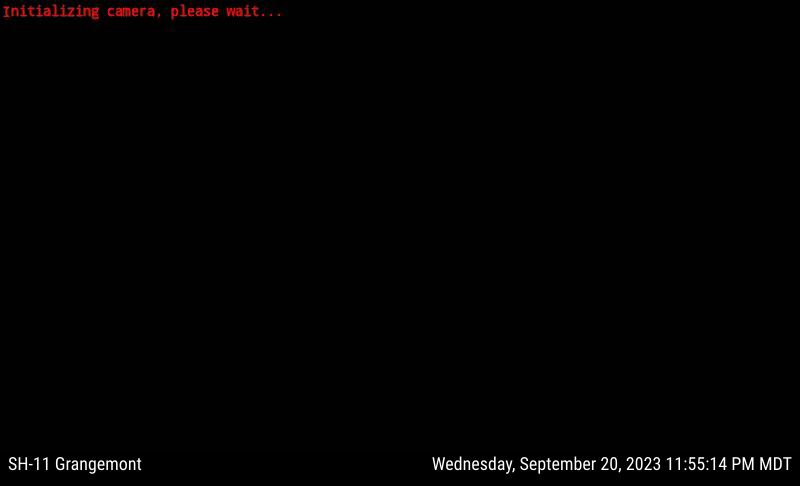 Initializing camera, please wait...
SH-11 Grangemont
Wednesday, September 20, 2023 11:55:14 PM MDT